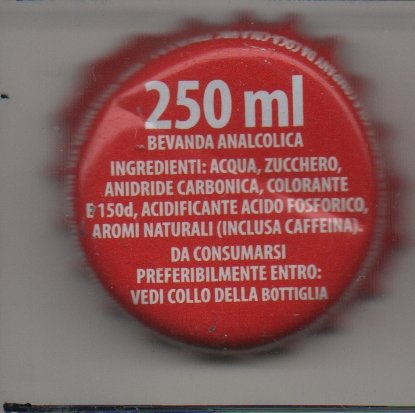 250 ml
BEVANDA ANALCOLICA
INGREDIENTI: ACQUA, ZUCCHERO,
ANIDRIDE CARBONICA, COLORANTE
E 150d, ACIDIFICANTE ACIDO FOSFORICO,
AROMI NATURALI (INCLUSA CAFFEINA).
DA CONSUMARSI
PREFERIBILMENTE ENTRO:
VEDI COLLO DELLA BOTTIGLIA